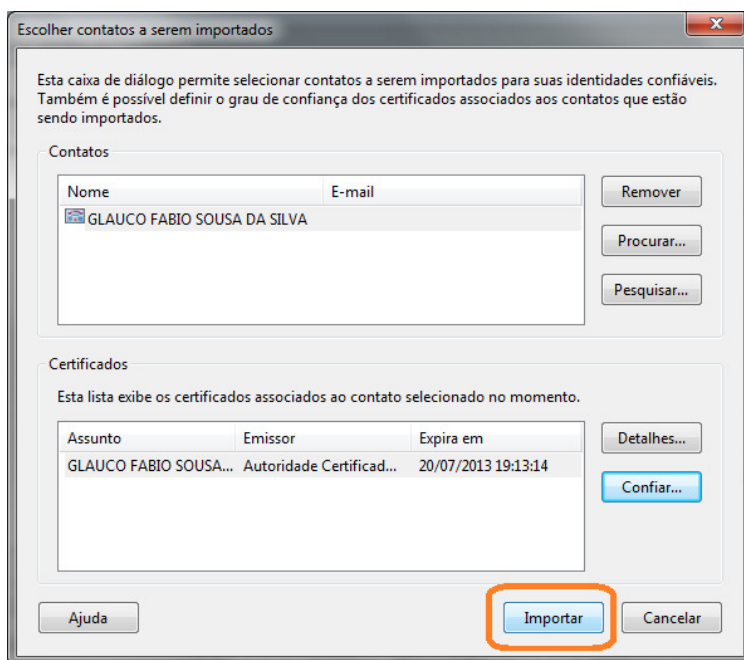 Escolher contatos a serem importados
Esta caixa de diálogo permite selecionar contatos a serem importados para suas identidades confiáveis.
Também é possível definir o grau de confiança dos certificados associados aos contatos que estão
sendo importados.
Contatos
Nome E-mail
GLAUCO FABIO SOUSA DA SILVA
Remover
Procurar...
Pesquisar...
Certificados
Esta lista exibe os certificados associados ao contato selecionado no momento.
Assunto Emissor Expira em
GLAUCO FABIO SOUSA... Autoridade Certificad... 20/07/2013 19:13:14
Detalhes...
Confiar...
Ajuda Importar Cancelar